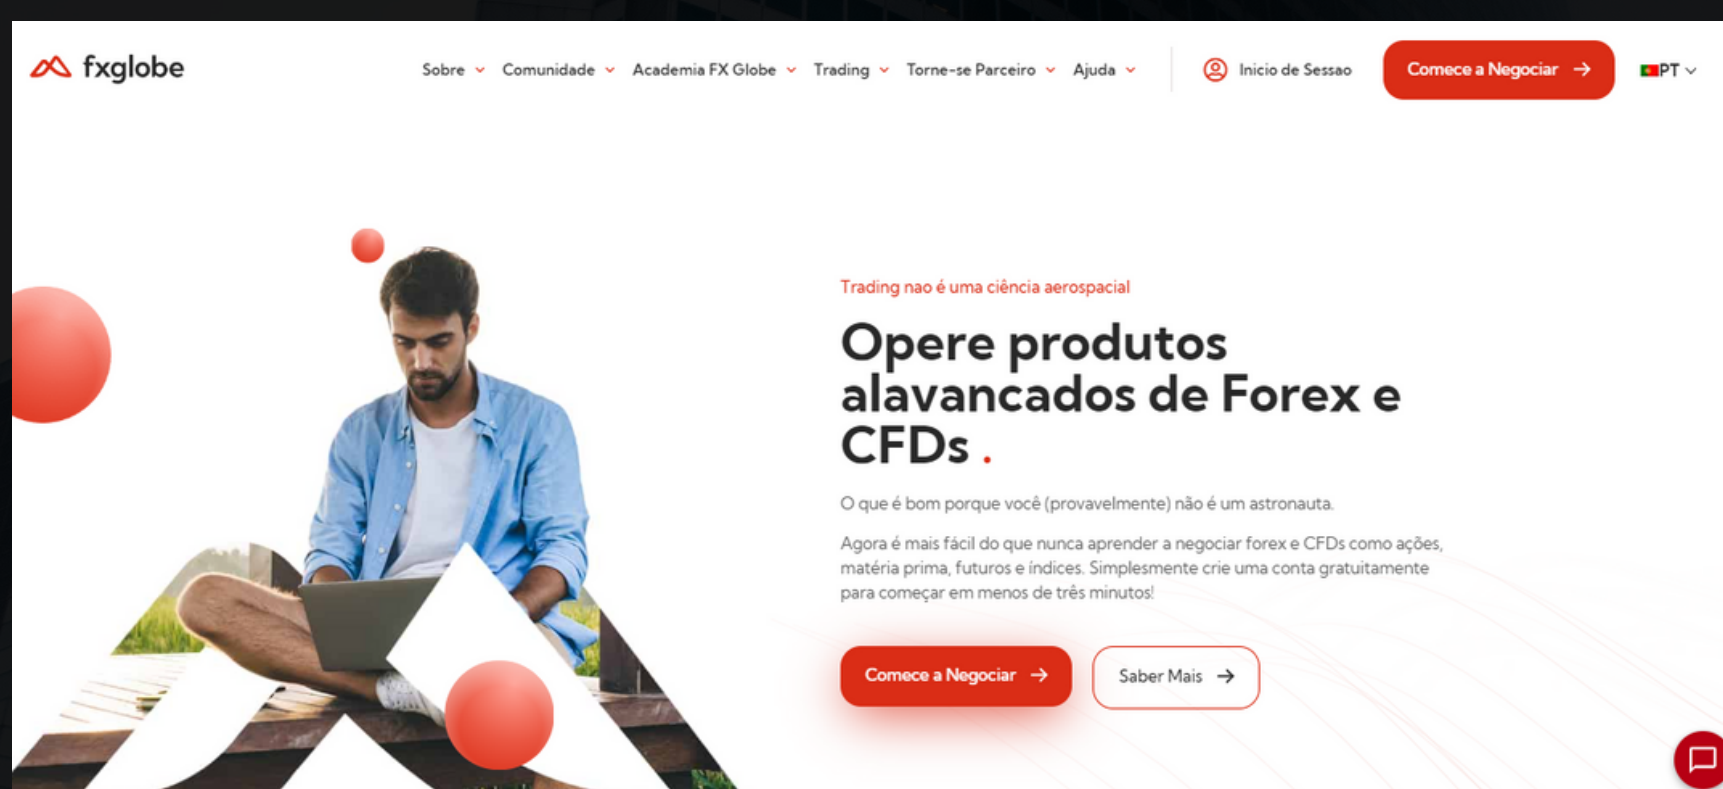 fxglobe
Sobre
Comunidade
Academia FX Globe
Trading
Torne-se Parceiro
Ajuda
Inicio de Sessao
Comece a Negociar
PT
Trading nao é uma ciência aerospacial
Opere produtos
alavancados de Forex e
CFDs .
O que é bom porque você (provavelmente) não é um astronauta.
Agora é mais fácil do que nunca aprender a negociar forex e CFDs como ações,
matéria prima, futuros e índices. Simplesmente crie uma conta gratuitamente
para começar em menos de três minutos!
Comece a Negociar
Saber Mais